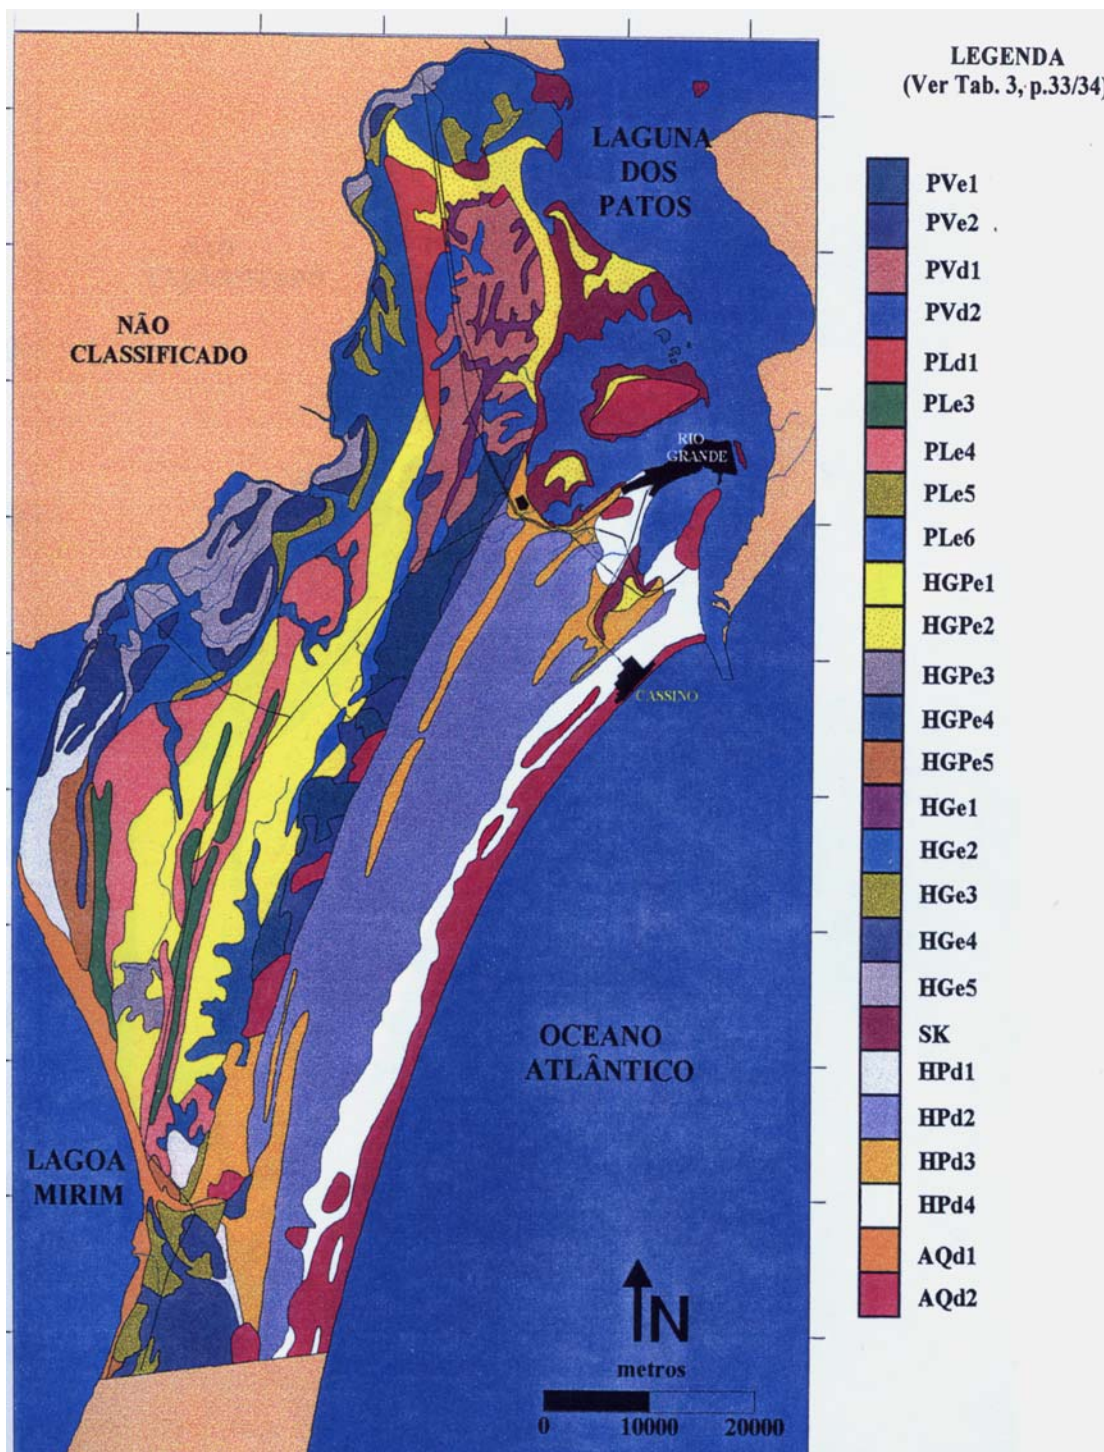 LEGENDA
(Ver Tab. 3, p.33/34)
LAGUNA
DOS
PATOS
NÃO
CLASSIFICADO
RIO
GRANDE
CASSINO
OCEANO
ATLÂNTICO
LAGOA
MIRIM
N
metros
0 10000 20000
PVe1
PVe2
PVd1
PVd2
PLd1
PLe3
PLe4
PLe5
PLe6
HGPe1
HGPe2
HGPe3
HGPe4
HGPe5
HGe1
HGe2
HGe3
HGe4
HGe5
SK
HPd1
HPd2
HPd3
HPd4
AQd1
AQd2